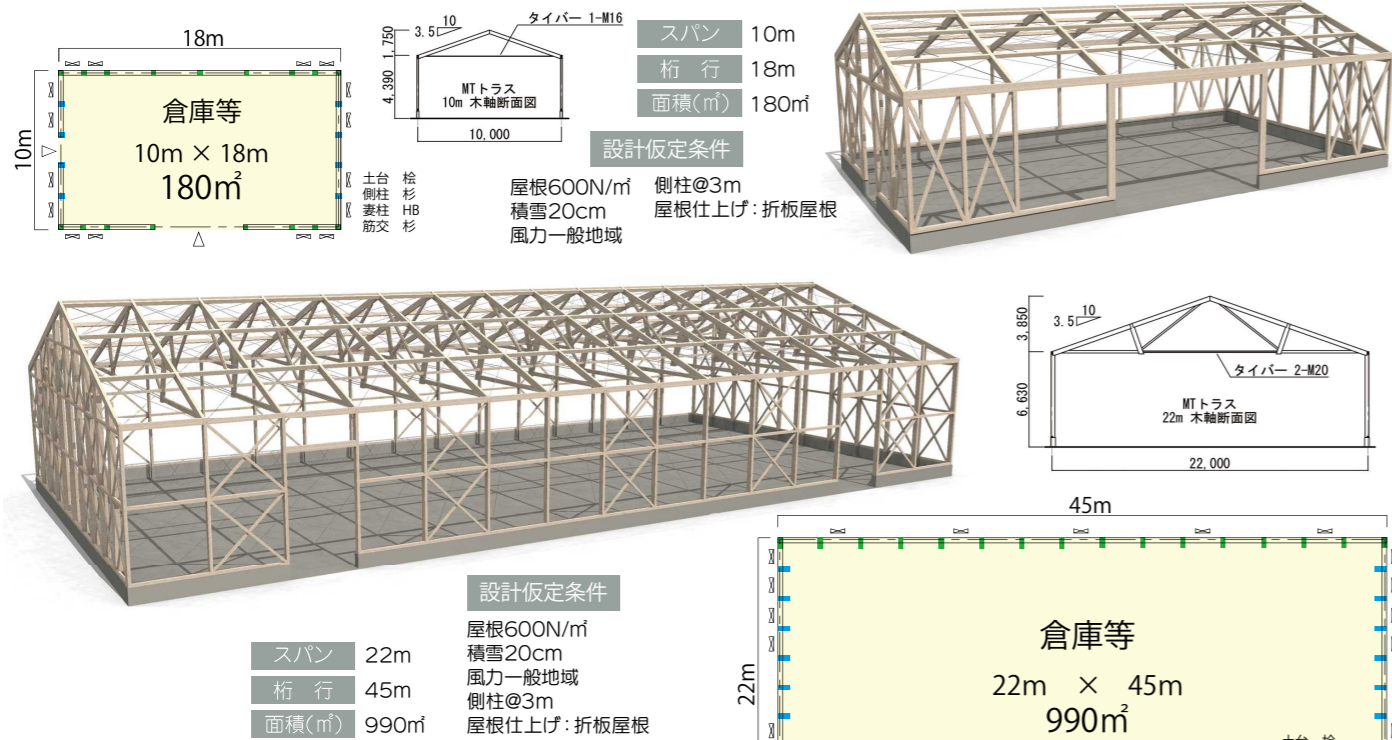 18m
10m
倉庫等
10m × 18m
180㎡
土台 桧
側柱 杉
妻柱 HB
筋交 杉
10
3.5
タイバー 1-M16
1,750
4,390
MTトラス
10m 木軸断面図
10,000
スパン 10m
桁 行 18m
面積(㎡) 180㎡
設計仮定条件
屋根600N/㎡ 側柱@3m
積雪20cm 屋根仕上げ:折板屋根
風力一般地域
10
3.5
3,850
6,630
タイバー 2-M20
MTトラス
22m 木軸断面図
22,000
設計仮定条件
屋根600N/㎡
積雪20cm
風力一般地域
側柱@3m
屋根仕上げ:折板屋根
スパン 22m
桁 行 45m
面積(㎡) 990㎡
45m
22m
倉庫等
22m × 45m
990㎡